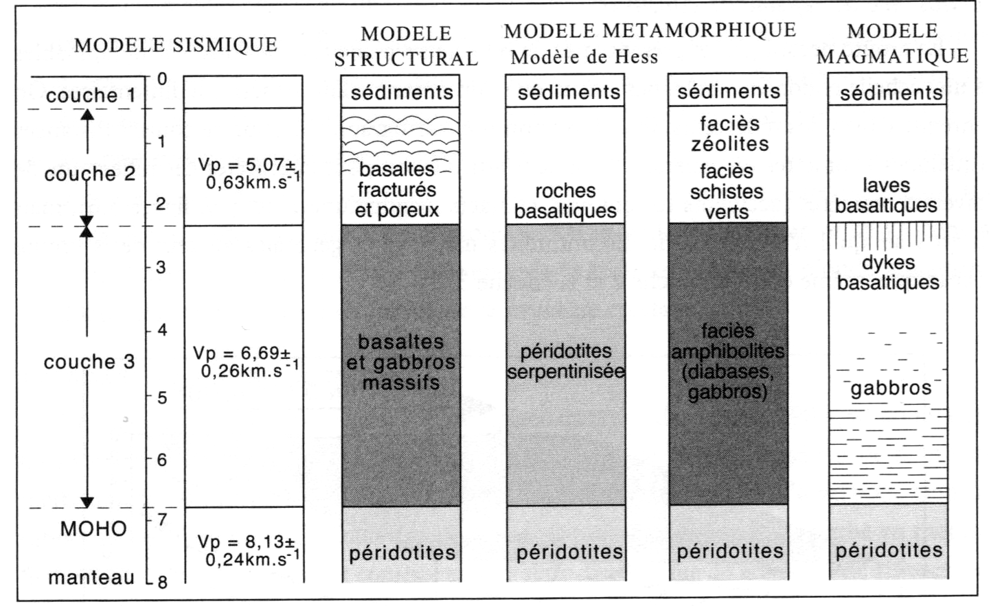 MODELE SISMIQUE
MODELE
STRUCTURAL
MODELE METAMORPHIQUE
Modèle de Hess
MODELE
MAGMATIQUE
couche 1
couche 2
couche 3
MOHO
manteau
0
1
2
3
4
5
6
7
8
Vp = 5,07±
0,63km.s-1
Vp = 6,69±
0,26km.s-1
Vp = 8,13±
0,24km.s-1
sédiments
basaltes
fracturés
et poreux
basaltes
et gabbros
massifs
péridotites
sédiments
roches
basaltiques
péridotites
serpentinisée
péridotites
sédiments
faciès
zéolites
faciès
schistes
verts
faciès
amphibolites
(diabases,
gabbros)
péridotites
sédiments
laves
basaltiques
dykes
basaltiques
gabbros
péridotites